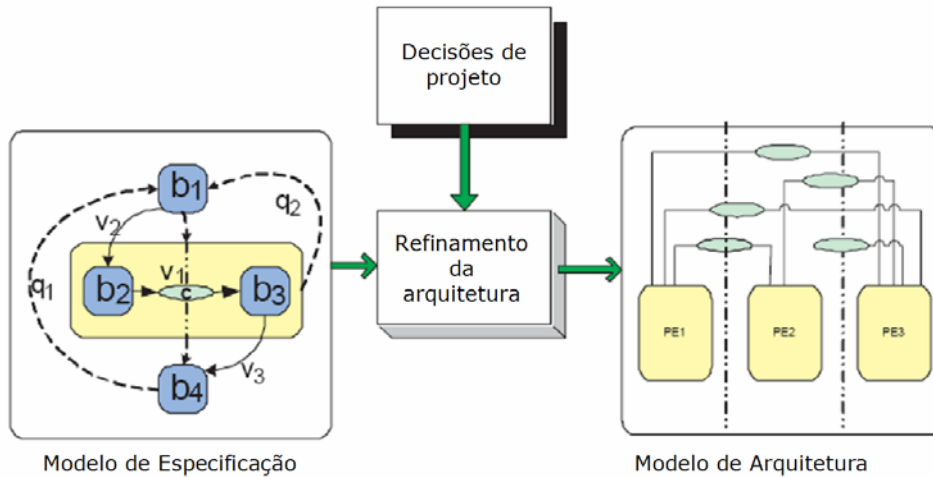 Decisões de
projeto
b1
q2
v2
Refinamento
da
arquitetura
v1
b2
c
b3
q1
v3
b4
PE1
PE2
PE3
Modelo de Especificação
Modelo de Arquitetura